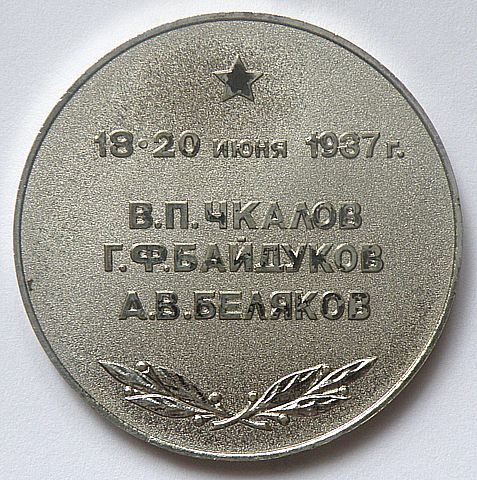 18·20 июня 1937 г.
В.П.ЧКАЛОВ
Г.Ф.БАЙДУКОВ
А.В.БЕЛЯКОВ